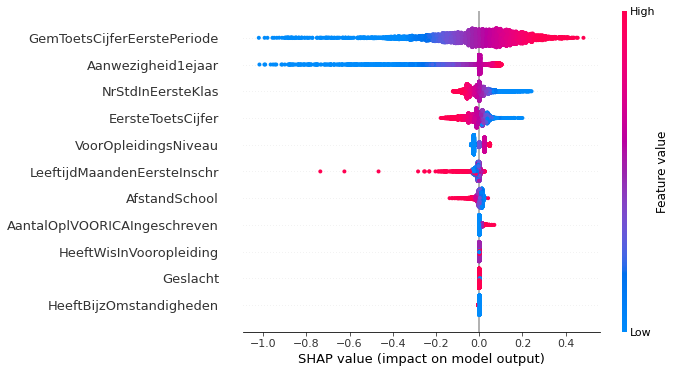 High
GemToetsCijferEerstePeriode
Aanwezigheid1ejaar
NrStdInEersteKlas
EersteToetsCijfer
VoorOpleidingsNiveau
LeeftijdMaandenEersteInschr
AfstandSchool
AantalOplVOORICAIngeschreven
HeeftWisInVooropleiding
Geslacht
HeeftBijzOmstandigheden
Feature value
Low
−1.0 −0.8 −0.6 −0.4 −0.2 0.0 0.2 0.4
SHAP value (impact on model output)